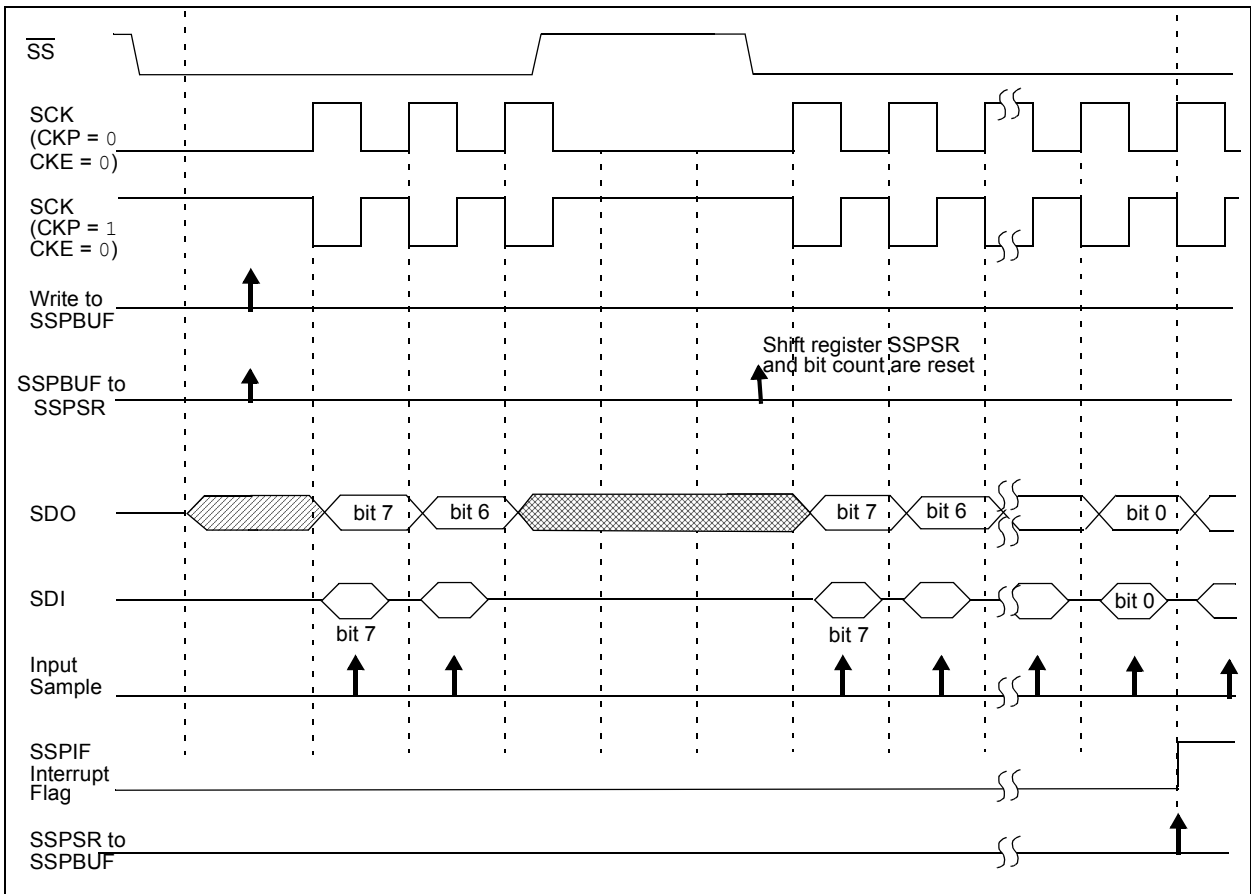 SS
SCK
(CKP = 0
CKE = 0)
SCK
(CKP = 1
CKE = 0)
Write to
SSPBUF
Shift register SSPSR
and bit count are reset
SSPBUF to
SSPSR
SDO
bit 7
bit 6
bit 7
bit 6
bit 0
SDI
bit 0
bit 7
bit 7
Input
Sample
SSPIF
Interrupt
Flag
SSPSR to
SSPBUF